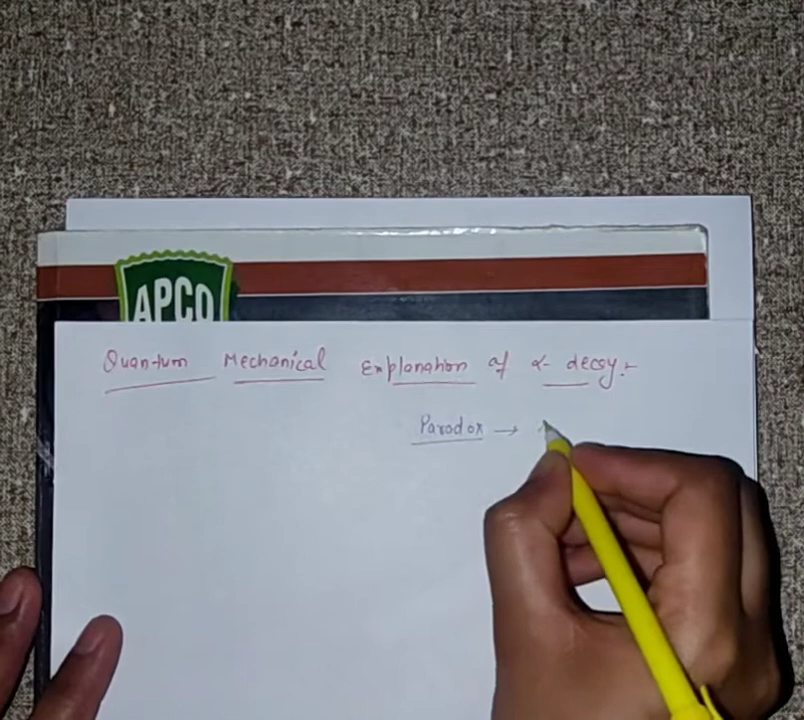 APCO
Quantum Mechanical Explanation of α- decay:-
Paradox →